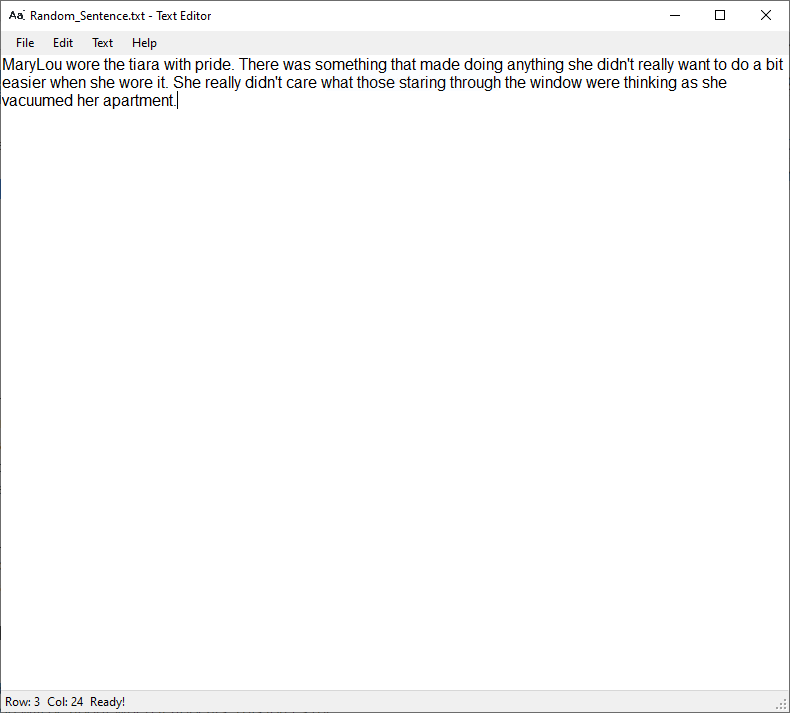 Aa Random_Sentence.txt - Text Editor
File Edit Text Help
MaryLou wore the tiara with pride. There was something that made doing anything she didn't really want to do a bit
easier when she wore it. She really didn't care what those staring through the window were thinking as she
vacuumed her apartment.
Row: 3 Col: 24 Ready!